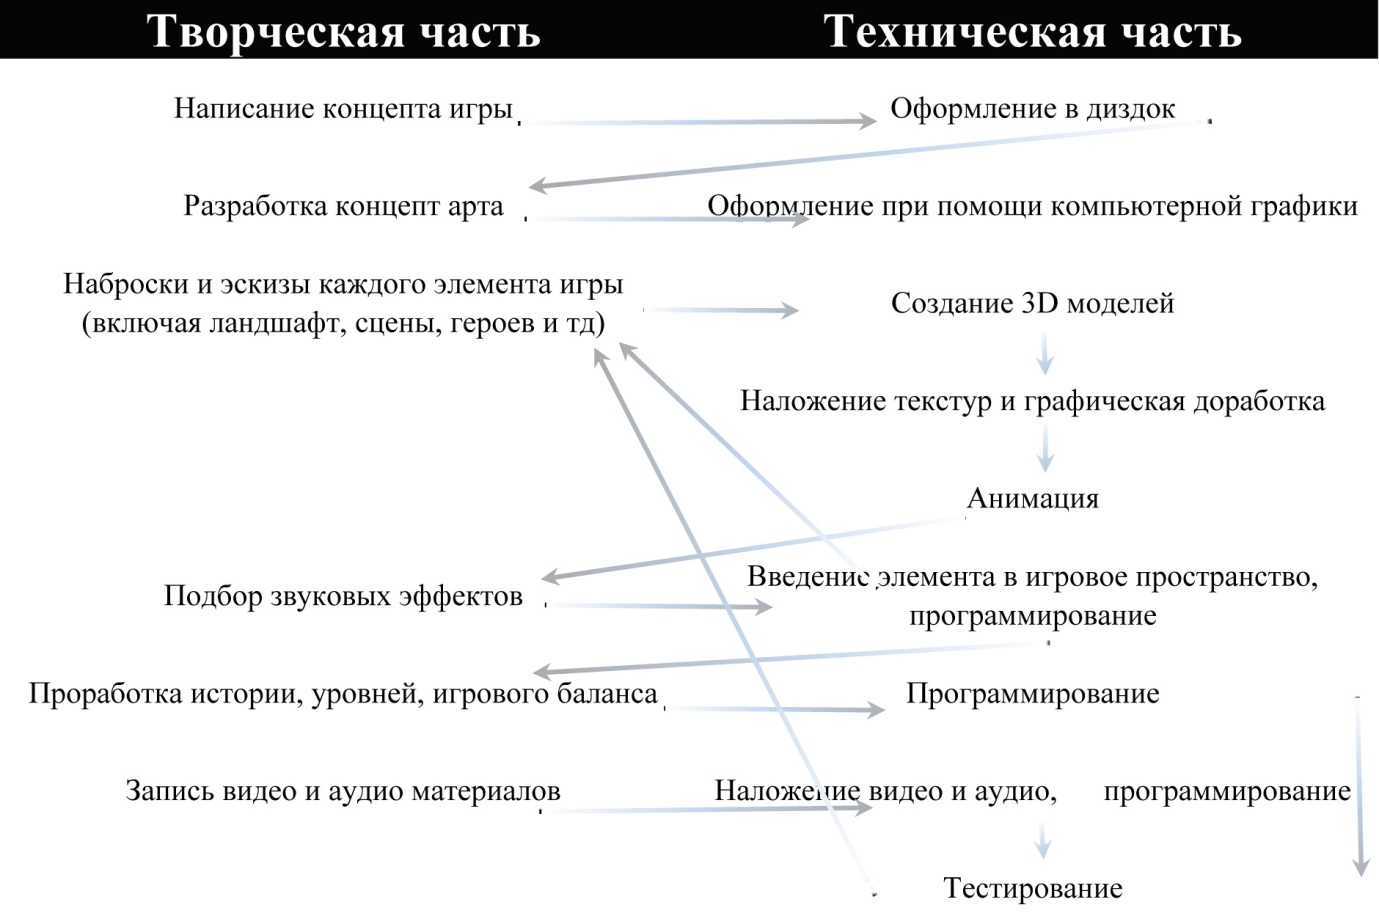 Творческая часть
Техническая часть
Написание концепта игры
Оформление в диздок
Разработка концепт арта
Оформление при помощи компьютерной графики
Наброски и эскизы каждого элемента игры
(включая ландшафт, сцены, героев и тд)
Создание 3D моделей
Наложение текстур и графическая доработка
Анимация
Подбор звуковых эффектов
Введение элемента в игровое пространство,
программирование
Проработка истории, уровней, игрового баланса
Программирование
Запись видео и аудио материалов
Наложение видео и аудио, программирование
Тестирование